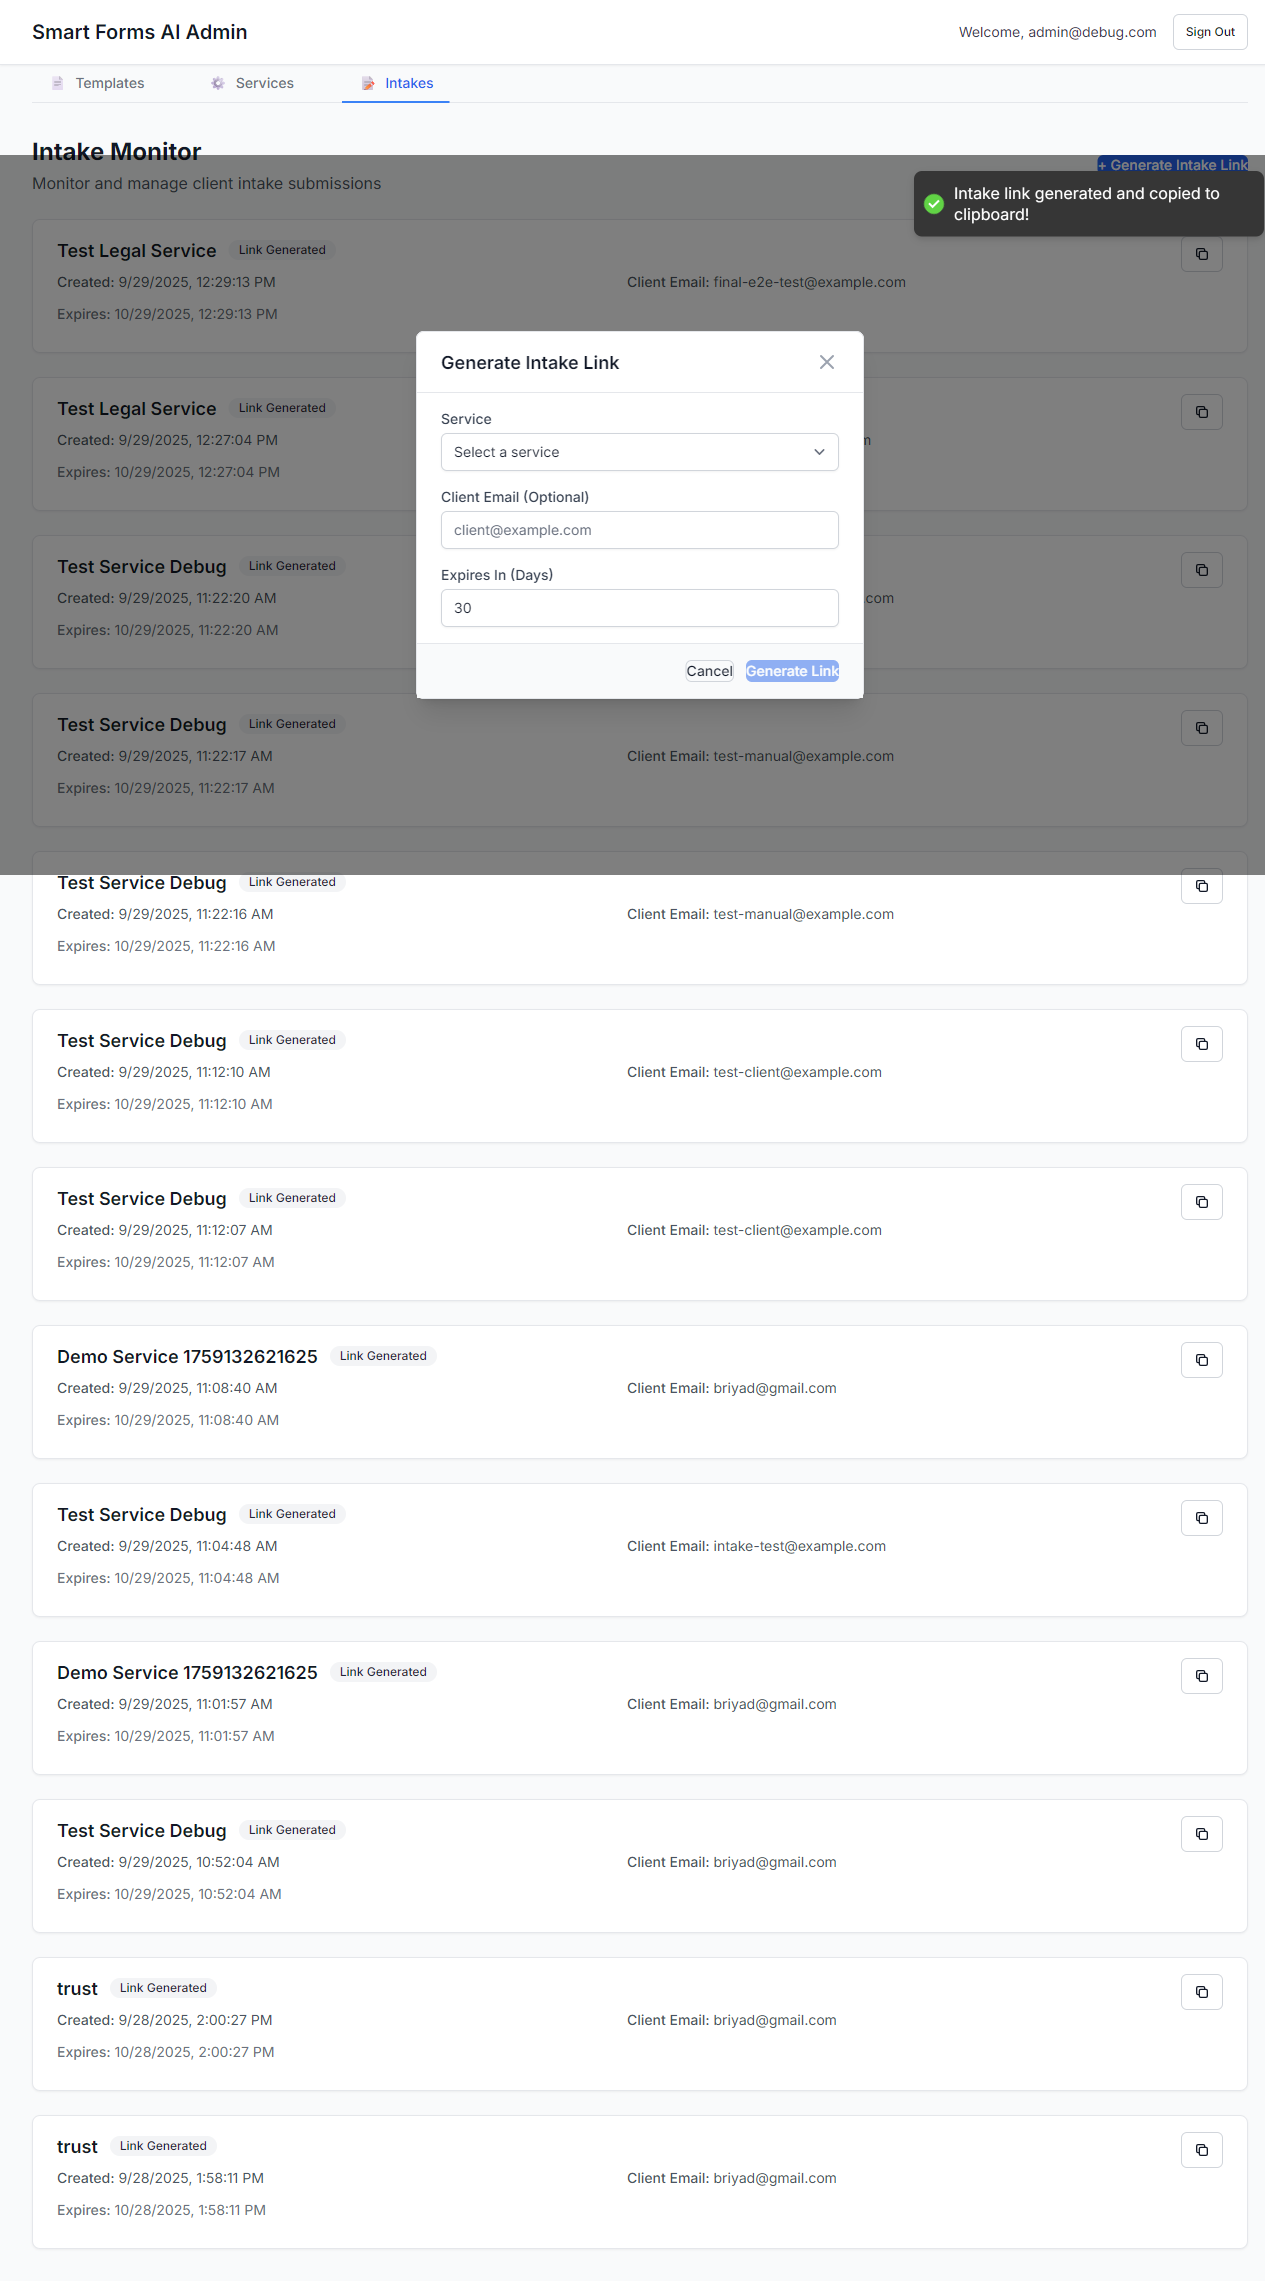 Smart Forms AI Admin
Welcome, admin@debug.com
Sign Out
Templates
Services
Intakes
Intake Monitor
Monitor and manage client intake submissions
+ Generate Intake Link
Intake link generated and copied to
clipboard!
Test Legal Service
Link Generated
Created: 9/29/2025, 12:29:13 PM
Client Email: final-e2e-test@example.com
Expires: 10/29/2025, 12:29:13 PM
Test Legal Service
Link Generated
Created: 9/29/2025, 12:27:04 PM
Expires: 10/29/2025, 12:27:04 PM
Test Service Debug
Link Generated
Created: 9/29/2025, 11:22:20 AM
.com
Expires: 10/29/2025, 11:22:20 AM
Generate Intake Link
Service
Select a service
Client Email (Optional)
client@example.com
Expires In (Days)
30
Cancel
Generate Link
Test Service Debug
Link Generated
Created: 9/29/2025, 11:22:17 AM
Client Email: test-manual@example.com
Expires: 10/29/2025, 11:22:17 AM
Test Service Debug
Link Generated
Created: 9/29/2025, 11:22:16 AM
Client Email: test-manual@example.com
Expires: 10/29/2025, 11:22:16 AM
Test Service Debug
Link Generated
Created: 9/29/2025, 11:12:10 AM
Client Email: test-client@example.com
Expires: 10/29/2025, 11:12:10 AM
Test Service Debug
Link Generated
Created: 9/29/2025, 11:12:07 AM
Client Email: test-client@example.com
Expires: 10/29/2025, 11:12:07 AM
Demo Service 1759132621625
Link Generated
Created: 9/29/2025, 11:08:40 AM
Client Email: briyad@gmail.com
Expires: 10/29/2025, 11:08:40 AM
Test Service Debug
Link Generated
Created: 9/29/2025, 11:04:48 AM
Client Email: intake-test@example.com
Expires: 10/29/2025, 11:04:48 AM
Demo Service 1759132621625
Link Generated
Created: 9/29/2025, 11:01:57 AM
Client Email: briyad@gmail.com
Expires: 10/29/2025, 11:01:57 AM
Test Service Debug
Link Generated
Created: 9/29/2025, 10:52:04 AM
Client Email: briyad@gmail.com
Expires: 10/29/2025, 10:52:04 AM
trust
Link Generated
Created: 9/28/2025, 2:00:27 PM
Client Email: briyad@gmail.com
Expires: 10/28/2025, 2:00:27 PM
trust
Link Generated
Created: 9/28/2025, 1:58:11 PM
Client Email: briyad@gmail.com
Expires: 10/28/2025, 1:58:11 PM